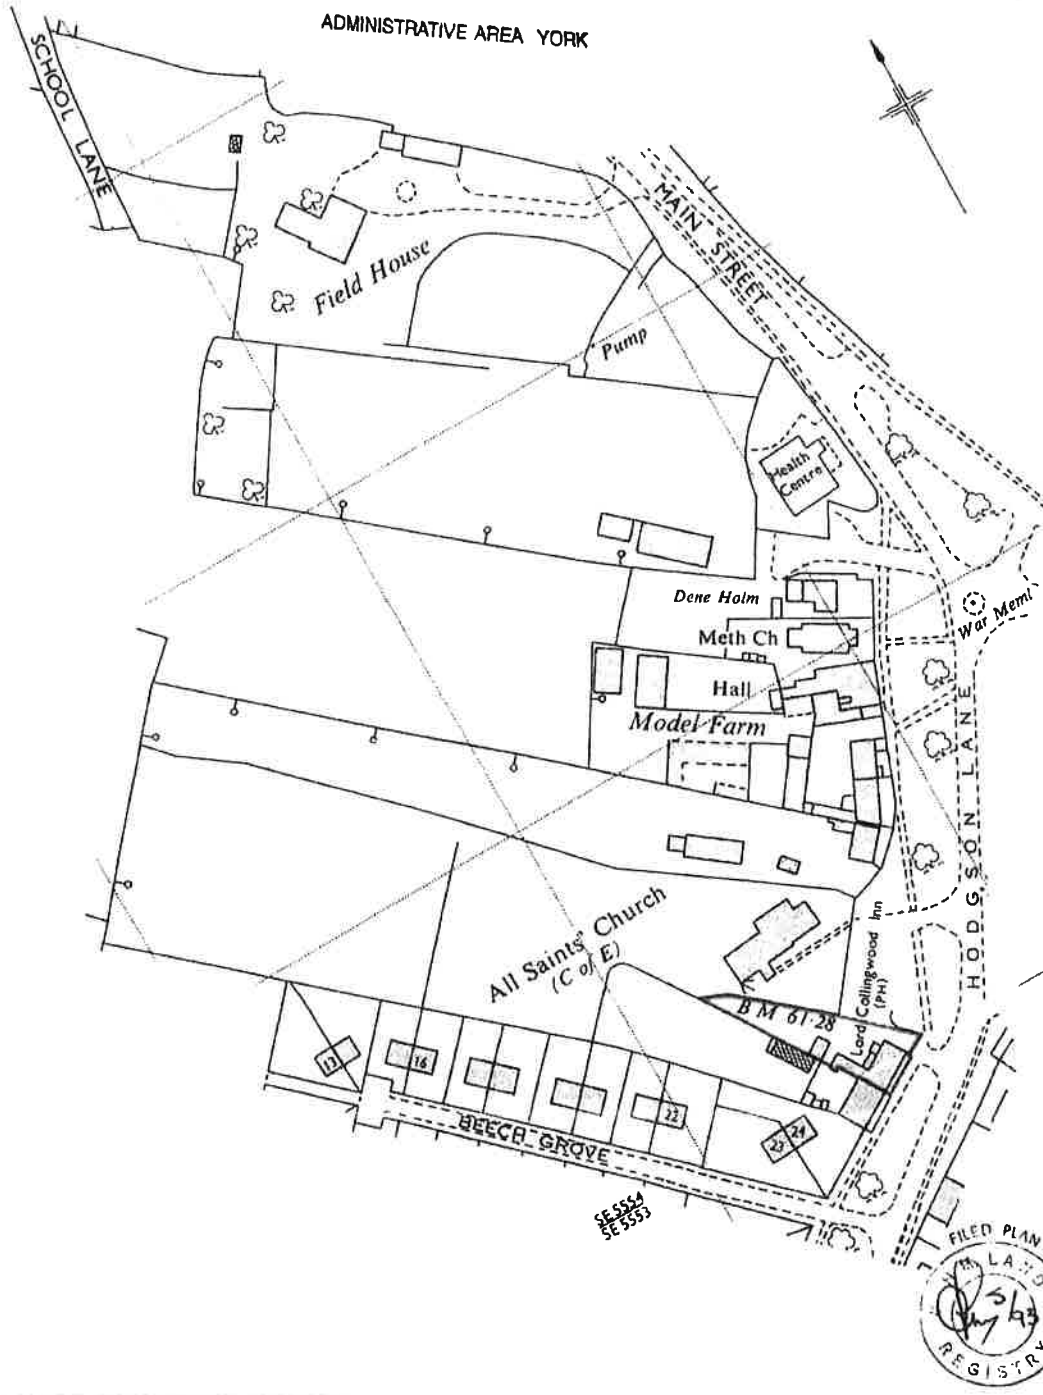 ADMINISTRATIVE AREA YORK
SCHOOL LANE
MAIN STREET
Field House
Pump
Health
Centre
Dene Holm
War Meml
Meth Ch
Hall
Model Farm
HODGSON LANE
All Saints' Church
(C of E)
Lord Collingwood Inn
(PH)
B M 61·28
13
16
22
23
24
BEECH GROVE
SE 5554
SE 5553
FILED PLAN
H M LAND
REGISTRY